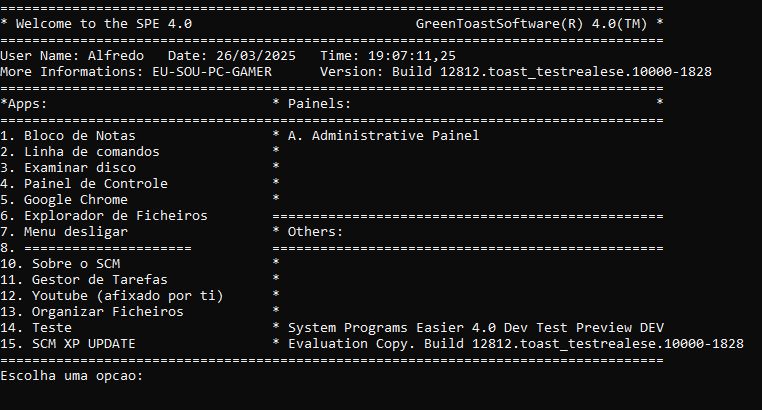 ===================================================================================
* Welcome to the SPE 4.0                            GreenToastSoftware(R) 4.0(TM) *
===================================================================================
User Name: Alfredo   Date: 26/03/2025   Time: 19:07:11,25
More Informations: EU-SOU-PC-GAMER      Version: Build 12812.toast_testrealese.10000-1828
===================================================================================
*Apps:                            * Painels:                                      *
===================================================================================
1. Bloco de Notas                 * A. Administrative Painel
2. Linha de comandos              *
3. Examinar disco                 *
4. Painel de Controle             *
5. Google Chrome                  *
6. Explorador de Ficheiros        =================================================
7. Menu desligar                  * Others:
8. =====================          =================================================
10. Sobre o SCM                   *
11. Gestor de Tarefas             *
12. Youtube (afixado por ti)      *
13. Organizar Ficheiros           *
14. Teste                         * System Programs Easier 4.0 Dev Test Preview DEV
15. SCM XP UPDATE                 * Evaluation Copy. Build 12812.toast_testrealese.10000-1828
===================================================================================
Escolha uma opcao: